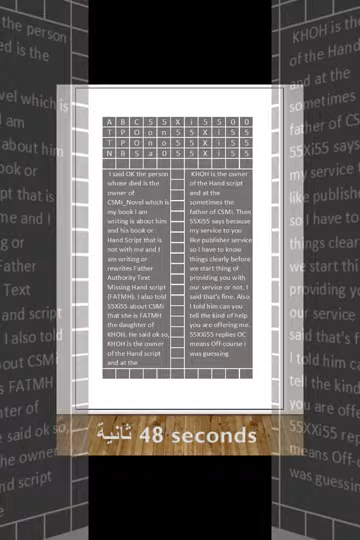 A B C 5 5 X i 5 5 0 0
T P O o n 5 5 X i 5 5
T P O n o 5 5 X i 5 5
N B S a 0 5 5 X i 5 5
I said OK the person
whose died is the
owner of
CSMi_Novel which is
my book I am
writing is about him
and his book or
Hand Script that is
not with me and I
am writing or
rewrites Father
Authority Text
Missing Hand script
(FATMH). I also told
55Xi55 about CSMi
that she is FATMH
the daughter of
KHOH. He said ok so,
KHOH is the owner
of the Hand script
and at the
KHOH is the owner
of the Hand script
and at the
sometimes the
father of CSMi. Then
55Xi55 says because
my service to you
like publisher service
so I have to know
things clearly before
we start thing of
providing you with
our service or not, I
said that's fine. Also
I told him can you
tell the kind of help
you are offering me.
55Xi55 replies OC
means Off-course I
was guessing
48 seconds ثانية